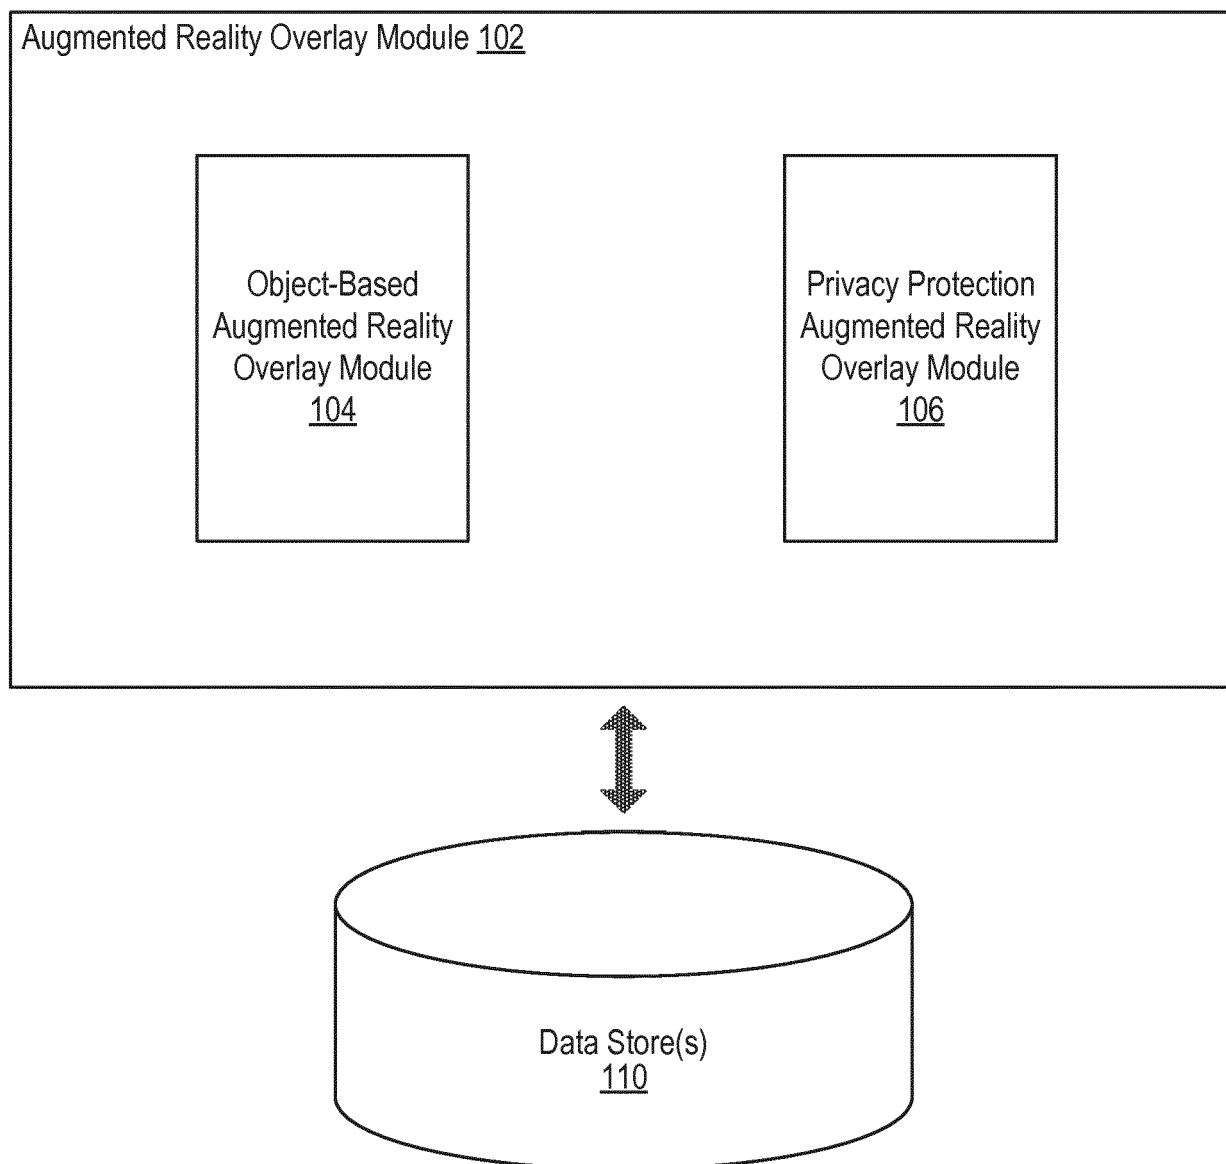 Augmented Reality Overlay Module 102
Object-Based
Augmented Reality
Overlay Module
104
Privacy Protection
Augmented Reality
Overlay Module
106
Data Store(s)
110